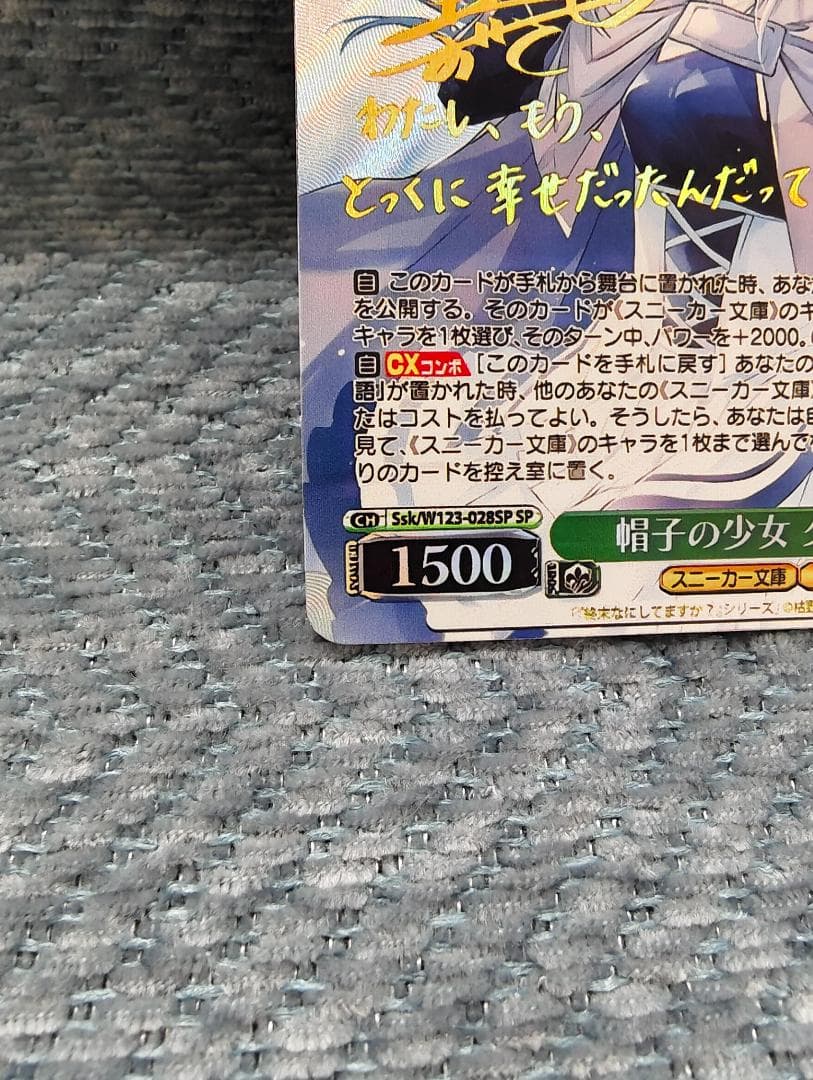 わたし、もう、
とっくに 幸せだったんだって
自 このカードが手札から舞台に置かれた時、あな
を公開する。そのカードが《スニーカー文庫》のキ
キャラを1枚選び、そのターン中、パワーを+2000。
自 CXコンボ [このカードを手札に戻す] あなたの
語」が置かれた時、他のあなたの《スニーカー文庫
たはコストを払ってよい。そうしたら、あなたは
見て、《スニーカー文庫》のキャラを1枚まで選んで
りのカードを控え室に置く。
CH Ssk/W123-028SP SP
POWER 1500 SOUL 帽子の少女
スニーカー文庫
『終末なにしてますか?』シリーズ」©枯野